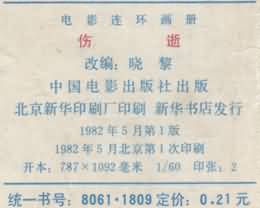 电影连环画册
伤 逝
改编：晓 黎
中国电影出版社出版
北京新华印刷厂印刷 新华书店发行
1982年5月第1版
1982年5月北京第1次印刷
开本：787×1092毫米 1/60 印张：2
统一书号：8061·1809 定价：0.21元